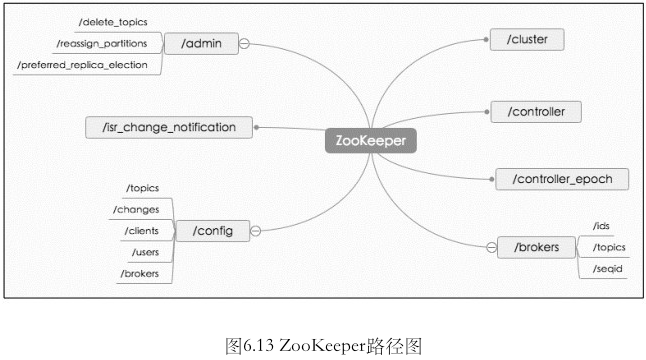 /delete_topics
/reassign_partitions
/preferred_replica_election
/admin
/isr_change_notification
/topics
/changes
/clients
/users
/brokers
/config
ZooKeeper
/cluster
/controller
/controller_epoch
/brokers
/ids
/topics
/seqid
图6.13 ZooKeeper路径图